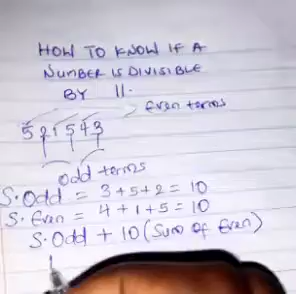 HOW TO KNOW IF A
NUMBER IS DIVISIBLE
BY 11.
Even terms
521543
Odd terms
S.Odd = 3+5+2 = 10
S.Even = 4+1+5 = 10
S.Odd + 10 (Sum of Even)